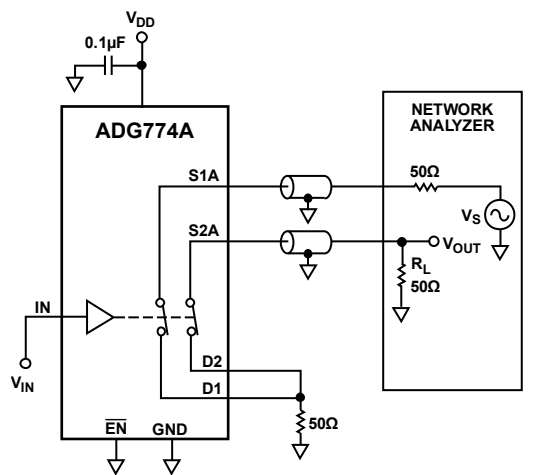 V_DD
0.1µF
ADG774A
NETWORK
ANALYZER
S1A
50Ω
V_S
S2A
V_OUT
R_L
50Ω
IN
V_IN
D2
D1
50Ω
E̅N̅
GND